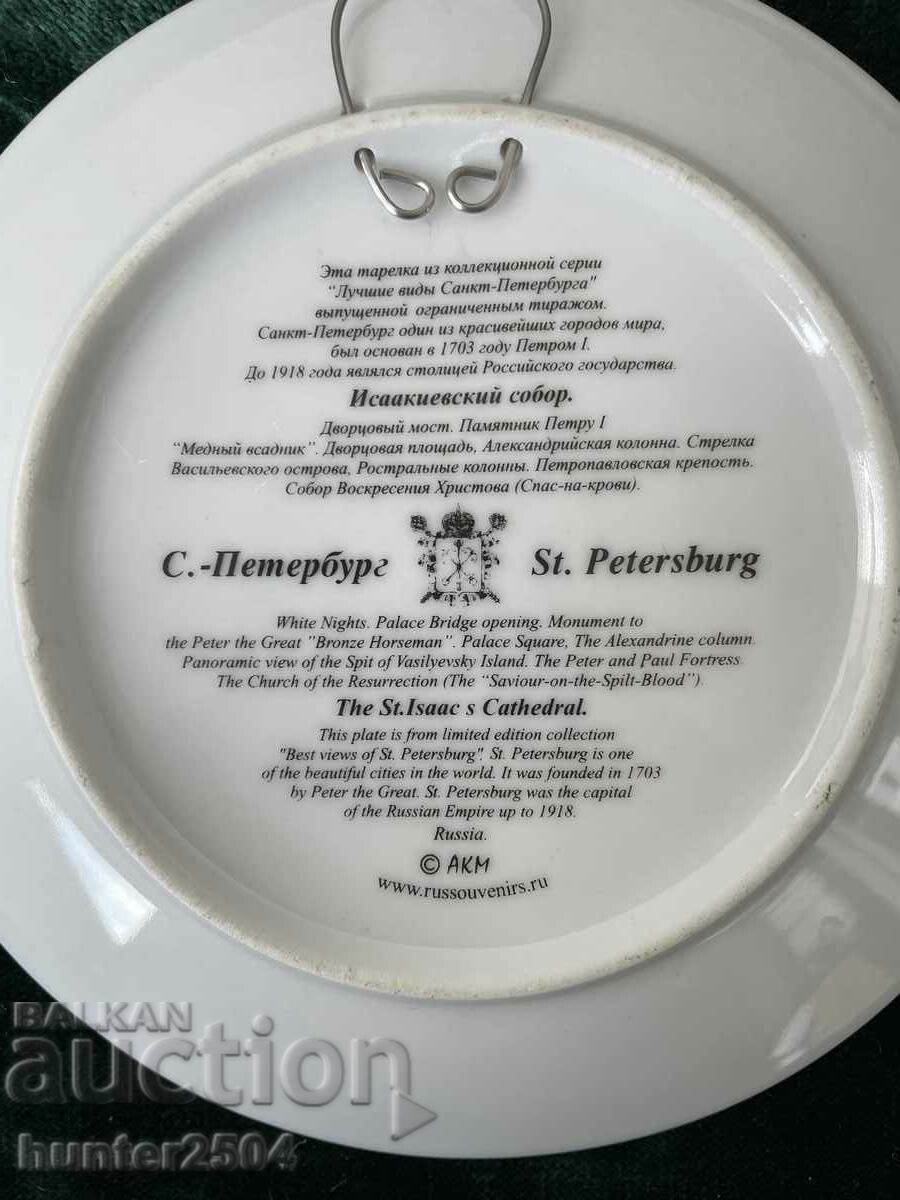 Эта тарелка из коллекционной серии
"Лучшие виды Санкт-Петербурга"
выпущенной ограниченным тиражом.
Санкт-Петербург один из красивейших городов мира,
был основан в 1703 году Петром I.
До 1918 года являлся столицей Российского государства.
Исаакиевский собор.
Дворцовый мост. Памятник Петру I
"Медный всадник". Дворцовая площадь, Александрийская колонна. Стрелка
Васильевского острова, Ростральные колонны. Петропавловская крепость.
Собор Воскресения Христова (Спас-на-крови).
С.-Петербург St. Petersburg
White Nights. Palace Bridge opening. Monument to
the Peter the Great "Bronze Horseman". Palace Square, The Alexandrine column.
Panoramic view of the Spit of Vasilyevsky Island. The Peter and Paul Fortress.
The Church of the Resurrection (The "Saviour-on-the-Spilt-Blood").
The St.Isaac s Cathedral.
This plate is from limited edition collection
"Best views of St. Petersburg". St. Petersburg is one
of the beautiful cities in the world. It was founded in 1703
by Peter the Great. St. Petersburg was the capital
of the Russian Empire up to 1918.
Russia.
© АКМ
www.russouvenirs.ru
BALKAN
auction
hunter2504